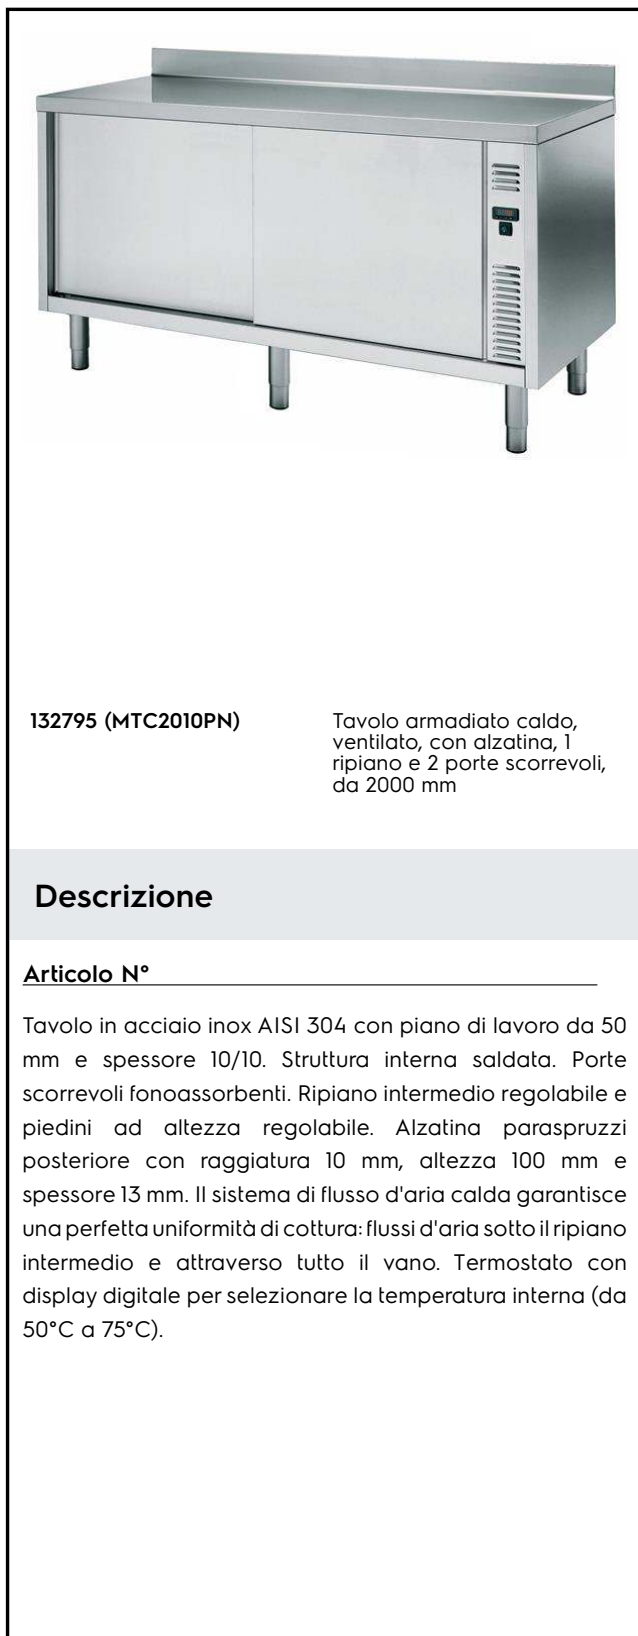 132795 (MTC2010PN)
Tavolo armadiato caldo,
ventilato, con alzatina, 1
ripiano e 2 porte scorrevoli,
da 2000 mm
Descrizione
Articolo N°
Tavolo in acciaio inox AISI 304 con piano di lavoro da 50
mm e spessore 10/10. Struttura interna saldata. Porte
scorrevoli fonoassorbenti. Ripiano intermedio regolabile e
piedini ad altezza regolabile. Alzatina paraspruzzi
posteriore con raggiatura 10 mm, altezza 100 mm e
spessore 13 mm. Il sistema di flusso d'aria calda garantisce
una perfetta uniformità di cottura: flussi d'aria sotto il ripiano
intermedio e attraverso tutto il vano. Termostato con
display digitale per selezionare la temperatura interna (da
50°C a 75°C).